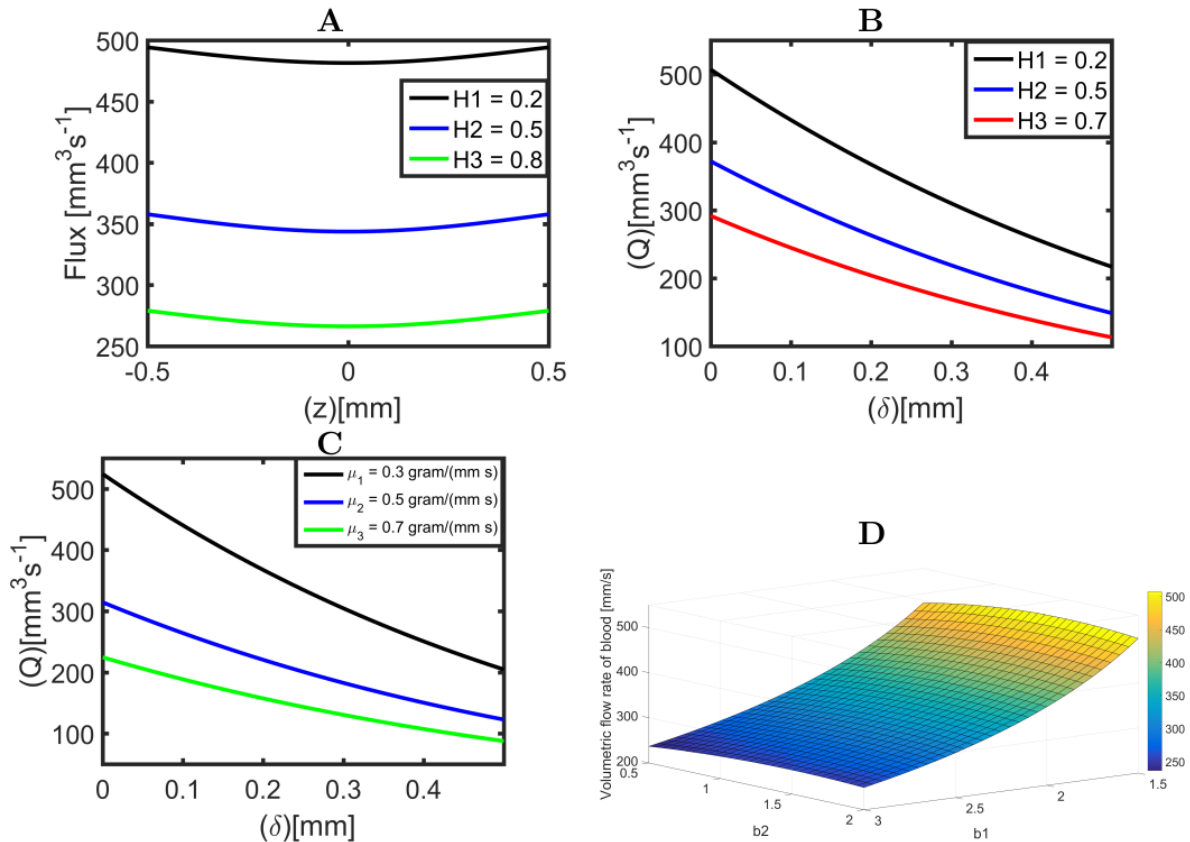 A
Flux [mm³s⁻¹]
500
450
400
350
300
250
-0.5
0
0.5
(z)[mm]
H1 = 0.2
H2 = 0.5
H3 = 0.8
B
(Q)[mm³s⁻¹]
500
400
300
200
100
0
0.1
0.2
0.3
0.4
(δ)[mm]
H1 = 0.2
H2 = 0.5
H3 = 0.7
C
(Q)[mm³s⁻¹]
500
400
300
200
100
0
0.1
0.2
0.3
0.4
(δ)[mm]
μ₁ = 0.3 gram/(mm s)
μ₂ = 0.5 gram/(mm s)
μ₃ = 0.7 gram/(mm s)
D
Volumetric flow rate of blood [mm/s]
500
400
300
200
0.5
1
1.5
2
b2
3
2.5
2
1.5
b1
500
450
400
350
300
250